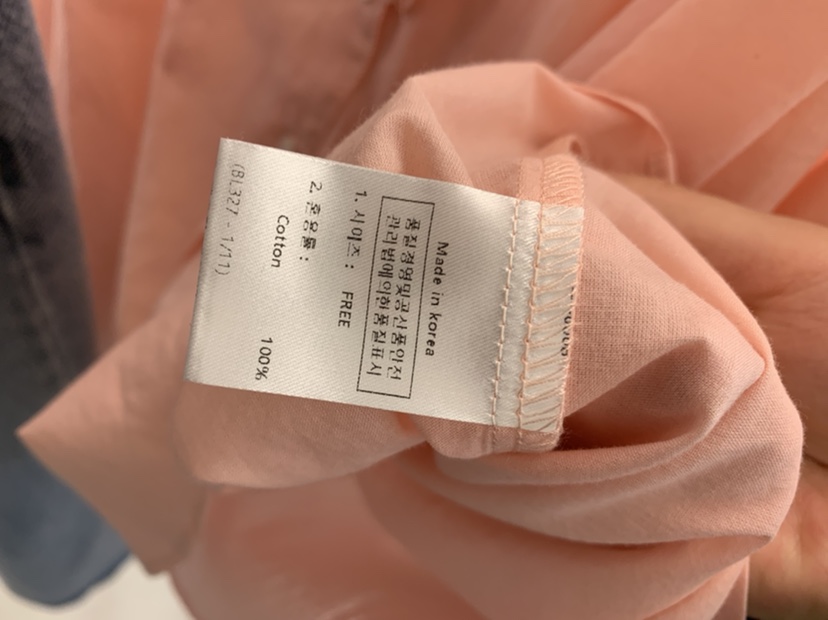 Made in korea
품질경영및공산품안전
관리법에의한품질표시
1. 사이즈 : FREE
2. 혼용률 :
Cotton 100%
(BL327 - 1/11)